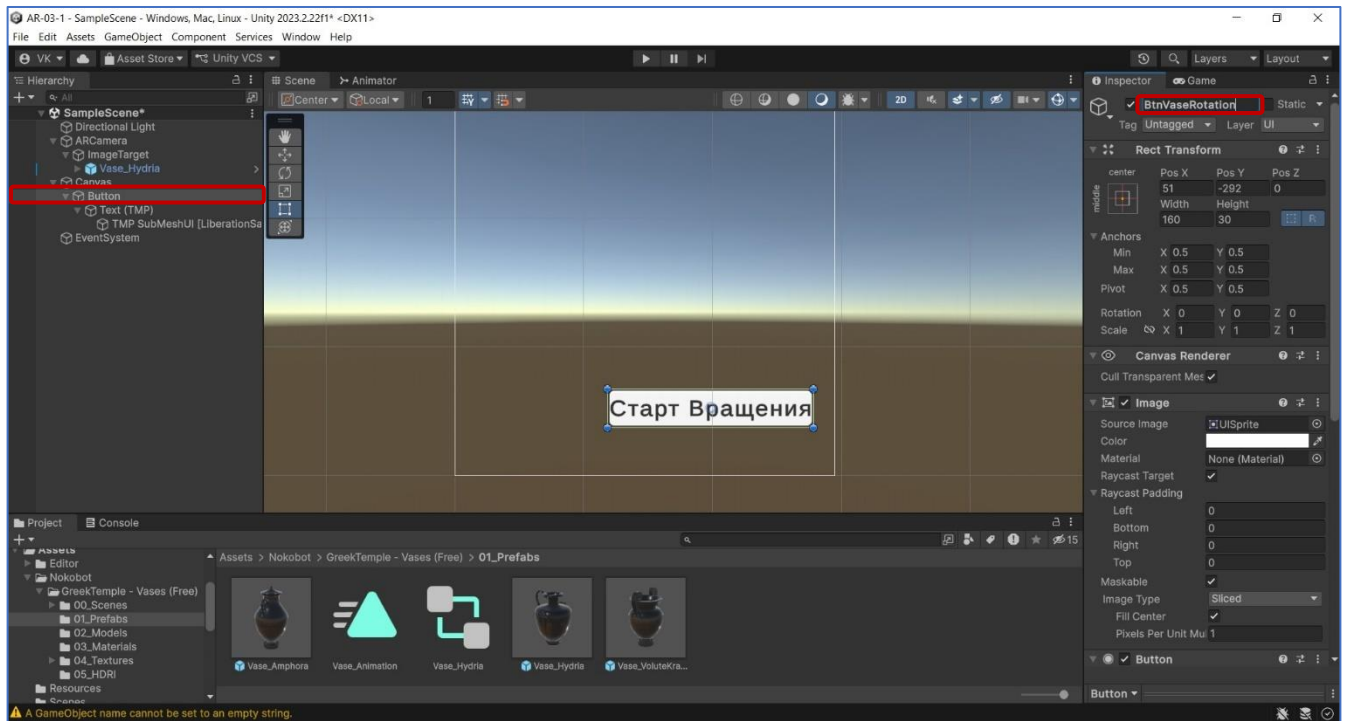 AR-03-1 - SampleScene - Windows, Mac, Linux - Unity 2023.2.22f1* <DX11>
File Edit Assets GameObject Component Services Window Help
VK Asset Store Unity VCS Layers Layout
Hierarchy Scene Animator Inspector Game
All Center Local 1 2D BtnVaseRotation Static
SampleScene*
Tag Untagged Layer UI
Directional Light
ARCamera
ImageTarget
Vase_Hydria
Canvas
Button
Text (TMP)
TMP SubMeshUI [LiberationSa
EventSystem
Rect Transform
center Pos X Pos Y Pos Z
middle 51 -292 0
Width Height
160 30 R
Anchors
Min X 0.5 Y 0.5
Max X 0.5 Y 0.5
Pivot X 0.5 Y 0.5
Rotation X 0 Y 0 Z 0
Scale X 1 Y 1 Z 1
Canvas Renderer
Cull Transparent Mes
Image
Source Image UISprite
Color
Material None (Material)
Raycast Target
Raycast Padding
Left 0
Bottom 0
Right 0
Top 0
Maskable
Image Type Sliced
Fill Center
Pixels Per Unit Mu 1
Button
Button
Старт Вращения
Project Console
15
Assets
Editor
Nokobot
GreekTemple - Vases (Free)
00_Scenes
01_Prefabs
02_Models
03_Materials
04_Textures
05_HDRI
Resources
Scenes
Assets > Nokobot > GreekTemple - Vases (Free) > 01_Prefabs
Vase_Amphora Vase_Animation Vase_Hydria Vase_Hydria Vase_VoluteKra...
A GameObject name cannot be set to an empty string.